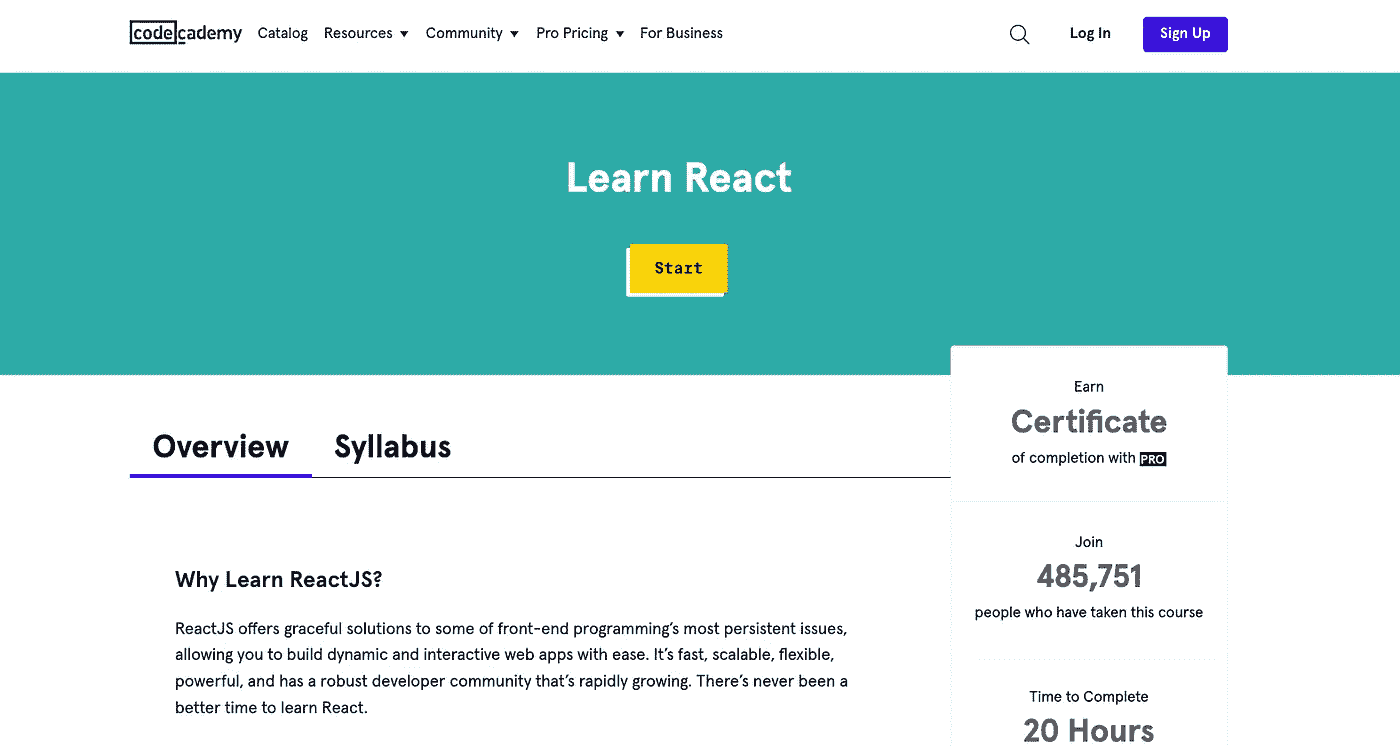 codecademy Catalog Resources Community Pro Pricing For Business Log In Sign Up
Learn React
Start
Overview Syllabus
Why Learn ReactJS?
ReactJS offers graceful solutions to some of front-end programming's most persistent issues,
allowing you to build dynamic and interactive web apps with ease. It's fast, scalable, flexible,
powerful, and has a robust developer community that's rapidly growing. There's never been a
better time to learn React.
Earn
Certificate
of completion with PRO
Join
485,751
people who have taken this course
Time to Complete
20 Hours